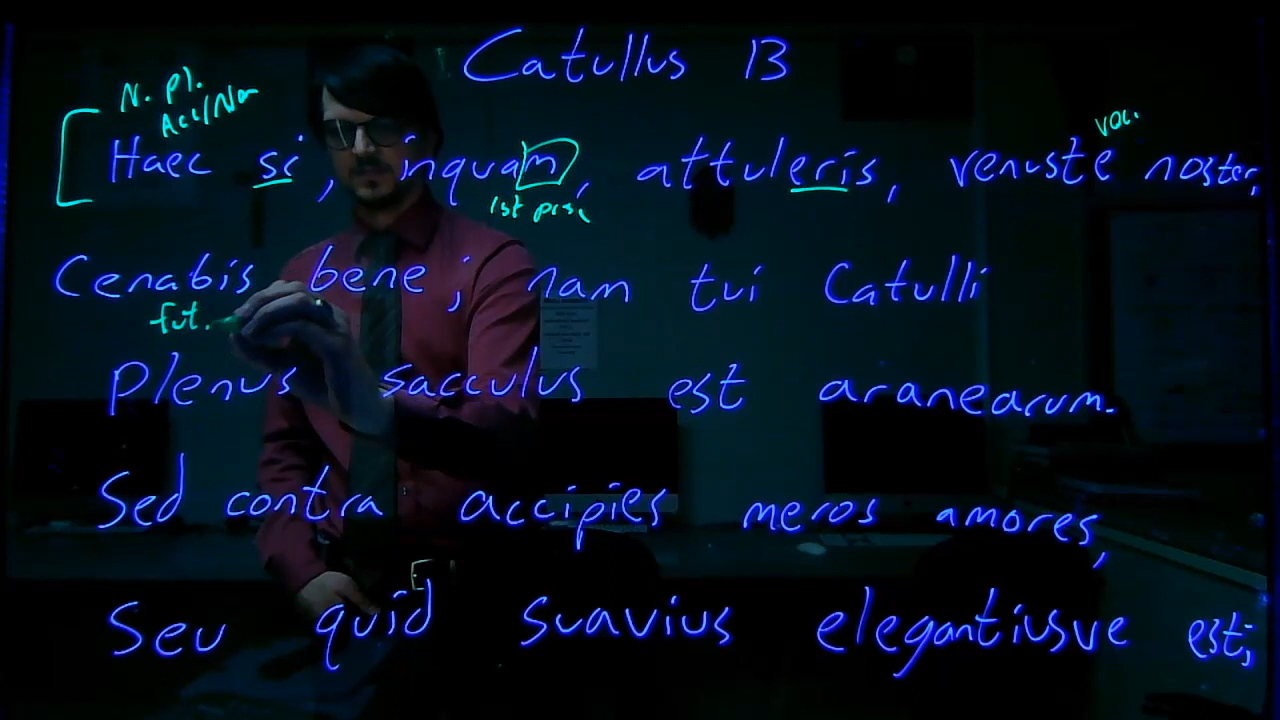 Catullus 13
N. pl.
Acc/Nom
voc.
Haec si, inquam, attuleris, venuste noster,
1st pers
Cenabis bene; nam tui Catulli
fut.
Plenus sacculus est aranearum.
Sed contra accipies meros amores,
Seu quid suavius elegantiusve est;